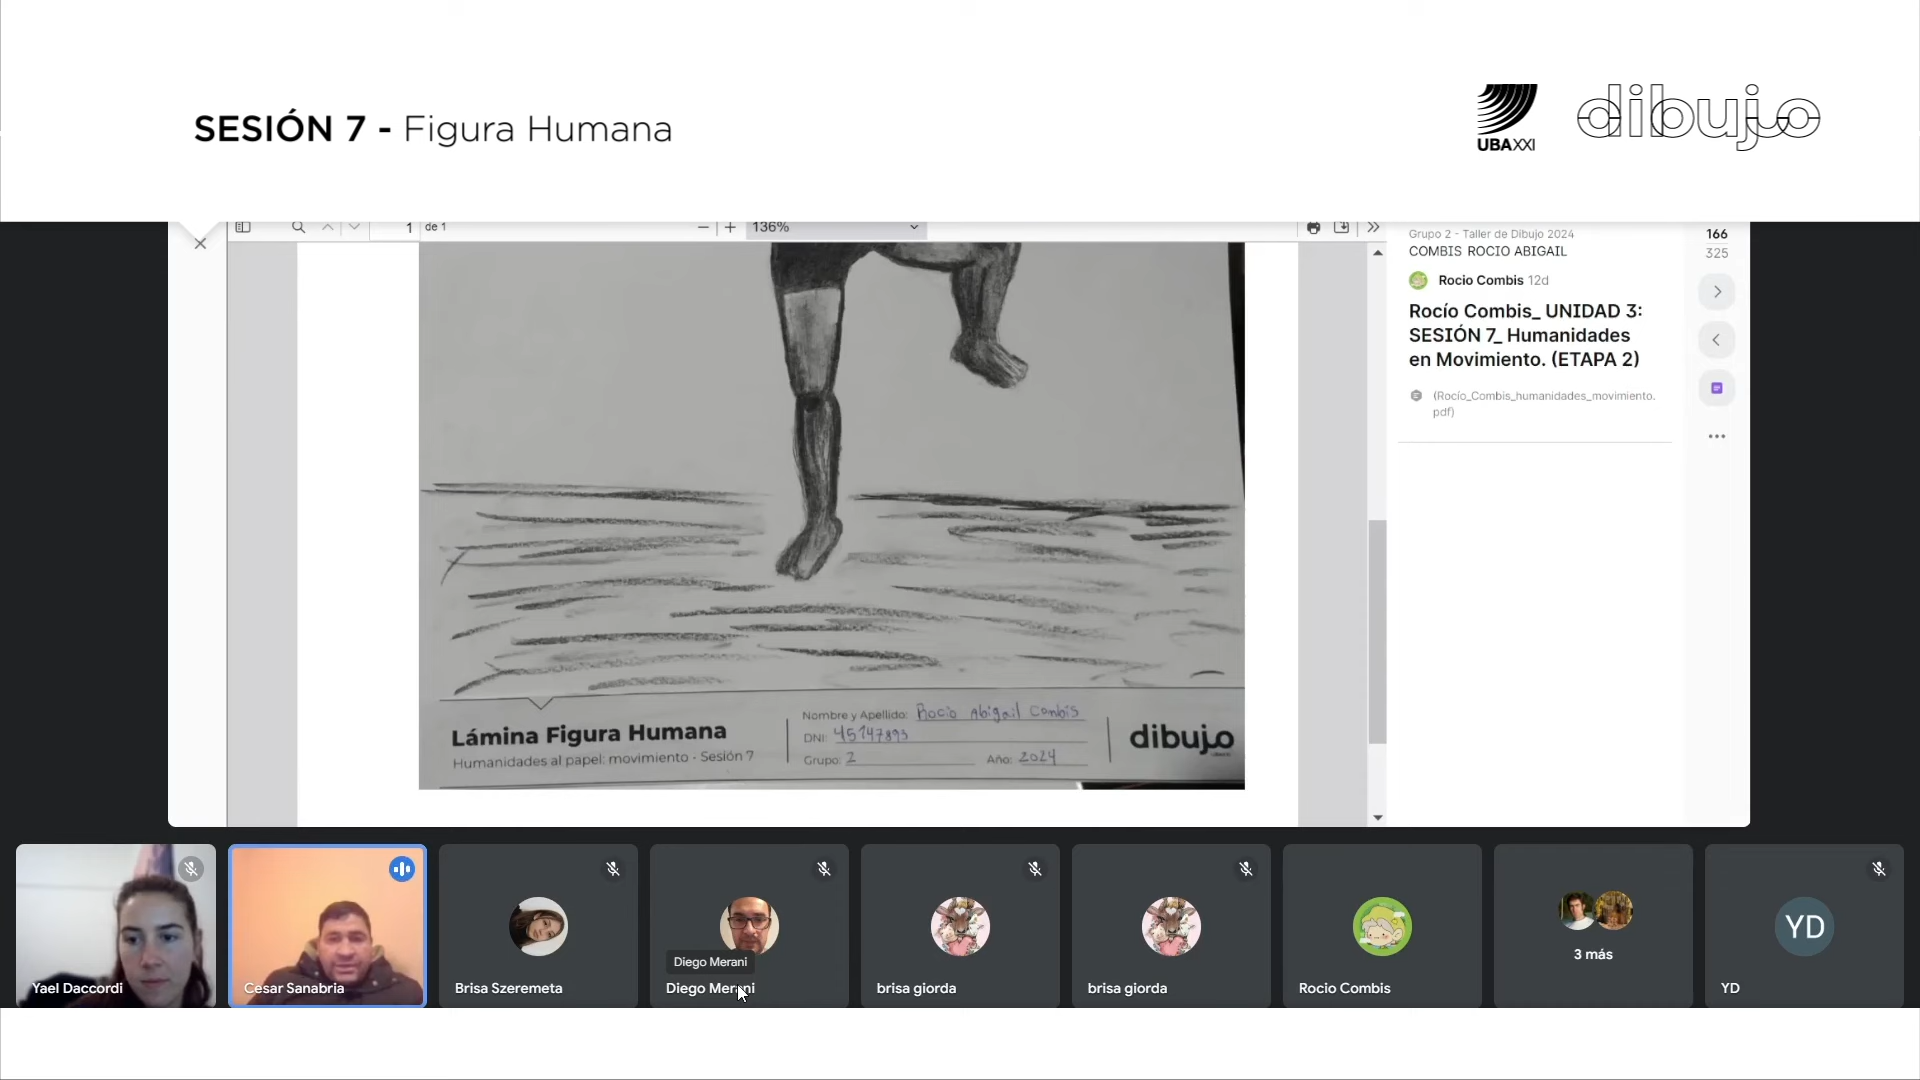 SESIÓN 7 - Figura Humana
UBAXXI
dibujo
1 de 1
136%
Grupo 2 - Taller de Dibujo 2024
COMBIS ROCIO ABIGAIL
Rocio Combis 12d
Rocío Combis_ UNIDAD 3:
SESIÓN 7_ Humanidades
en Movimiento. (ETAPA 2)
(Rocío_Combis_humanidades_movimiento.
pdf)
166
325
Lámina Figura Humana
Humanidades al papel: movimiento - Sesión 7
Nombre y Apellido: Rocio Abigail Combis
DNI: 45747893
Grupo: 2
Año: 2024
dibujo
Yael Daccordi
Cesar Sanabria
Brisa Szeremeta
Diego Merani
Diego Merani
brisa giorda
brisa giorda
Rocio Combis
3 más
YD
YD